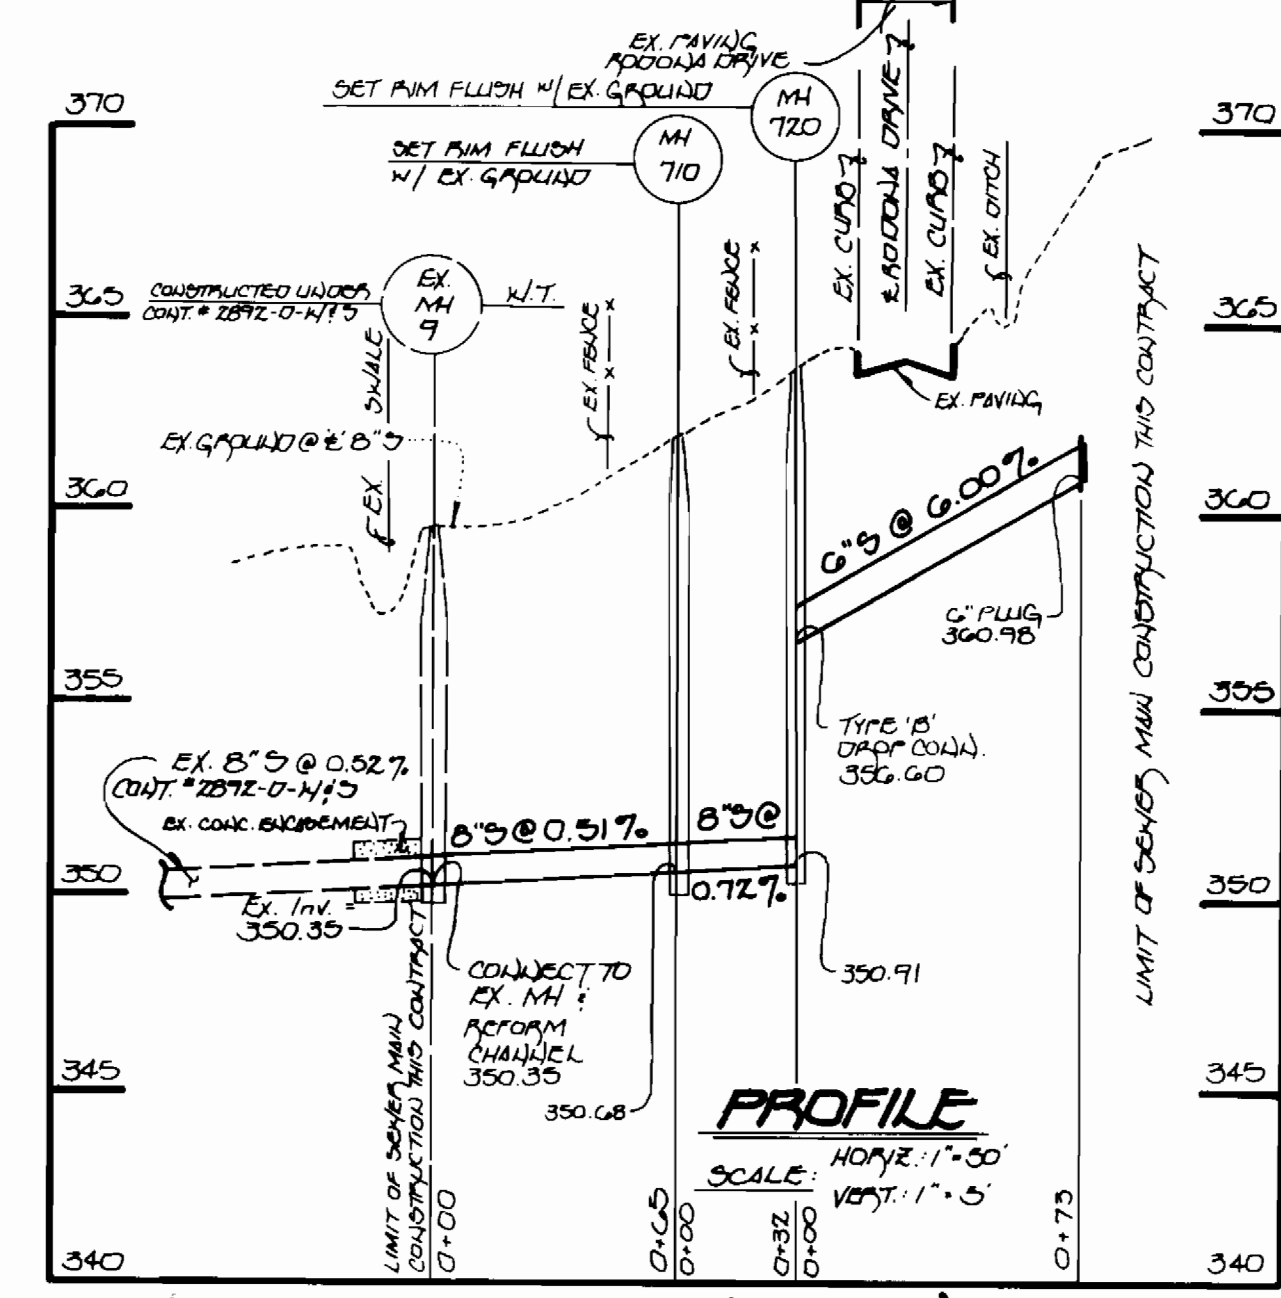 EX. PAVING
RODONA DRIVE
SET RIM FLUSH W/ EX. GROUND
MH
720
370
370
MH
710
SET RIM FLUSH
W/ EX. GROUND
EX. CURB
℄ RODONA DRIVE
EX. CURB
EX. DITCH
365
CONSTRUCTED UNDER
CONT. # 2892-D-W&S
EX.
MH
9
W.T.
365
EX. FENCE
EX. FENCE
EX. SWALE
EX. PAVING
EX. GROUND @ ℄ 8"S
360
360
6"S @ 6.00%
6" PLUG
360.98
LIMIT OF SEWER MAIN CONSTRUCTION THIS CONTRACT
355
355
TYPE 'B'
DROP CONN.
356.60
EX. 8"S @ 0.52%
CONT. # 2892-D-W&S
EX. CONC. ENCASEMENT
8"S @ 0.51%
8"S @
0.72%
350
350
Ex. Inv. =
350.35
350.91
CONNECT TO
EX. MH &
REFORM
CHANNEL
350.35
350.68
LIMIT OF SEWER MAIN
CONSTRUCTION THIS CONTRACT
345
345
PROFILE
SCALE:
HORIZ.: 1"=50'
VERT.: 1"=5'
0+00
0+65
0+00
0+32
0+00
0+73
340
340